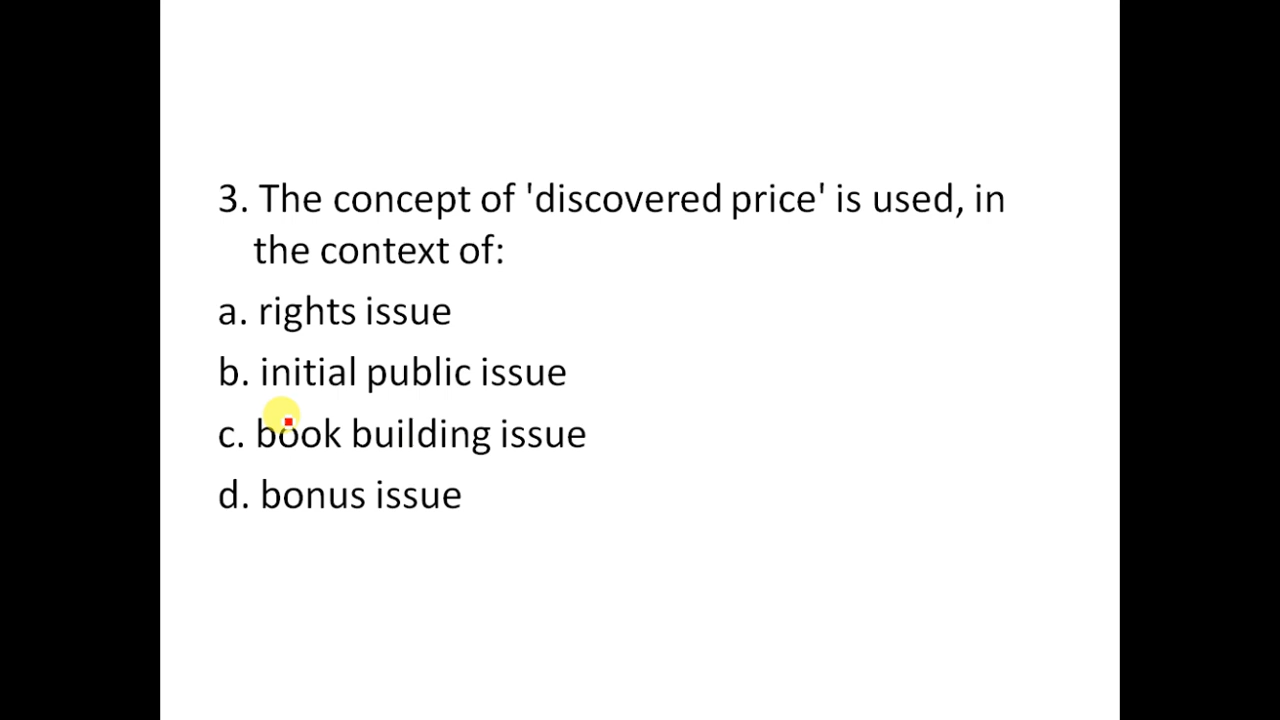 3. The concept of 'discovered price' is used, in
the context of:
a. rights issue
b. initial public issue
c. book building issue
d. bonus issue